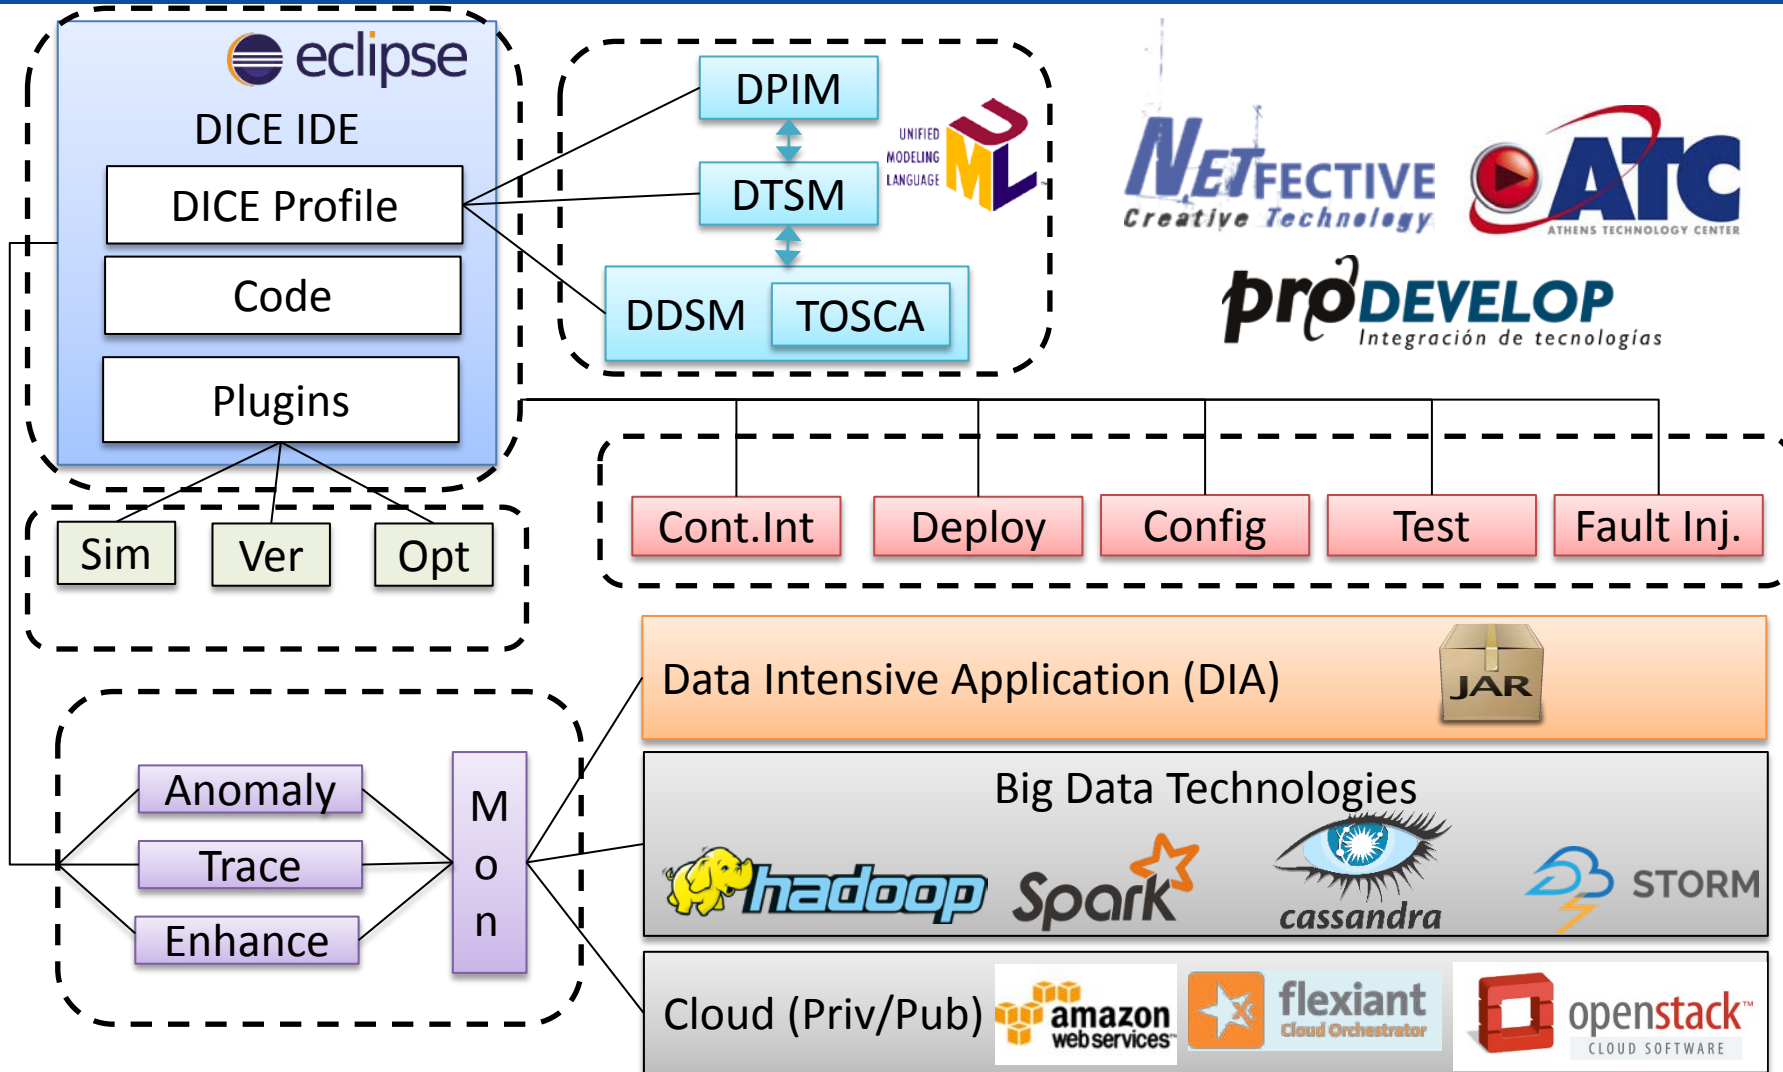 eclipse
DICE IDE
DICE Profile
Code
Plugins
DPIM
DTSM
DDSM
TOSCA
UNIFIED
MODELING
LANGUAGE
UML
NETFECTIVE
Creative Technology
ATC
ATHENS TECHNOLOGY CENTER
proDEVELOP
Integración de tecnologías
Sim
Ver
Opt
Cont.Int
Deploy
Config
Test
Fault Inj.
Data Intensive Application (DIA)
JAR
Anomaly
Trace
Enhance
M
o
n
Big Data Technologies
hadoop
Spark
cassandra
STORM
Cloud (Priv/Pub)
amazon
webservices™
flexiant
Cloud Orchestrator
openstack™
CLOUD SOFTWARE